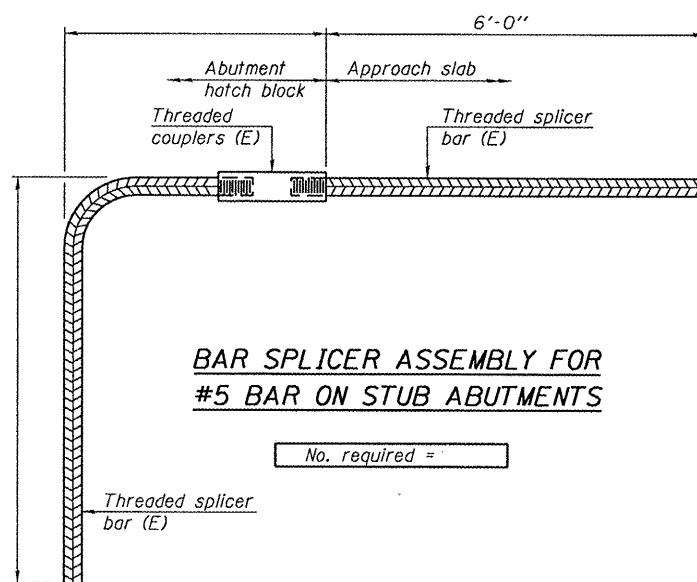 6'-0"
Abutment
hatch block
Approach slab
Threaded
couplers (E)
Threaded splicer
bar (E)
BAR SPLICER ASSEMBLY FOR
#5 BAR ON STUB ABUTMENTS
No. required =
Threaded splicer
bar (E)